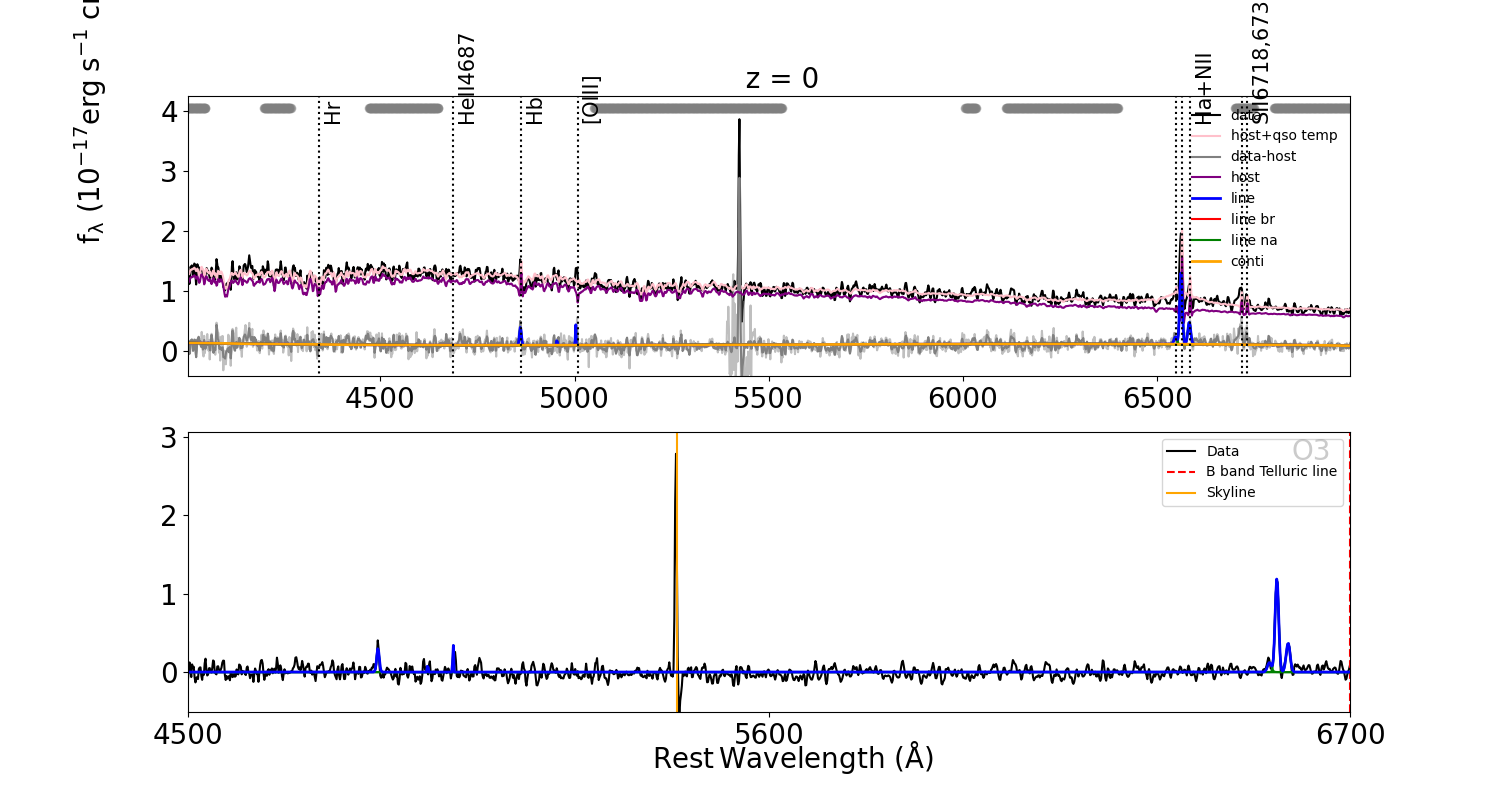 z = 0
f_λ (10^−17 erg s^−1 c
Hr
HeII4687
Hb
[OIII]
Ha+NII
SII6718,673
4
3
2
1
0
data
host+qso temp
data-host
host
line
line br
line na
conti
4500
5000
5500
6000
6500
3
2
1
0
O3
Data
B band Telluric line
Skyline
4500
5600
6700
Rest Wavelength (Å)